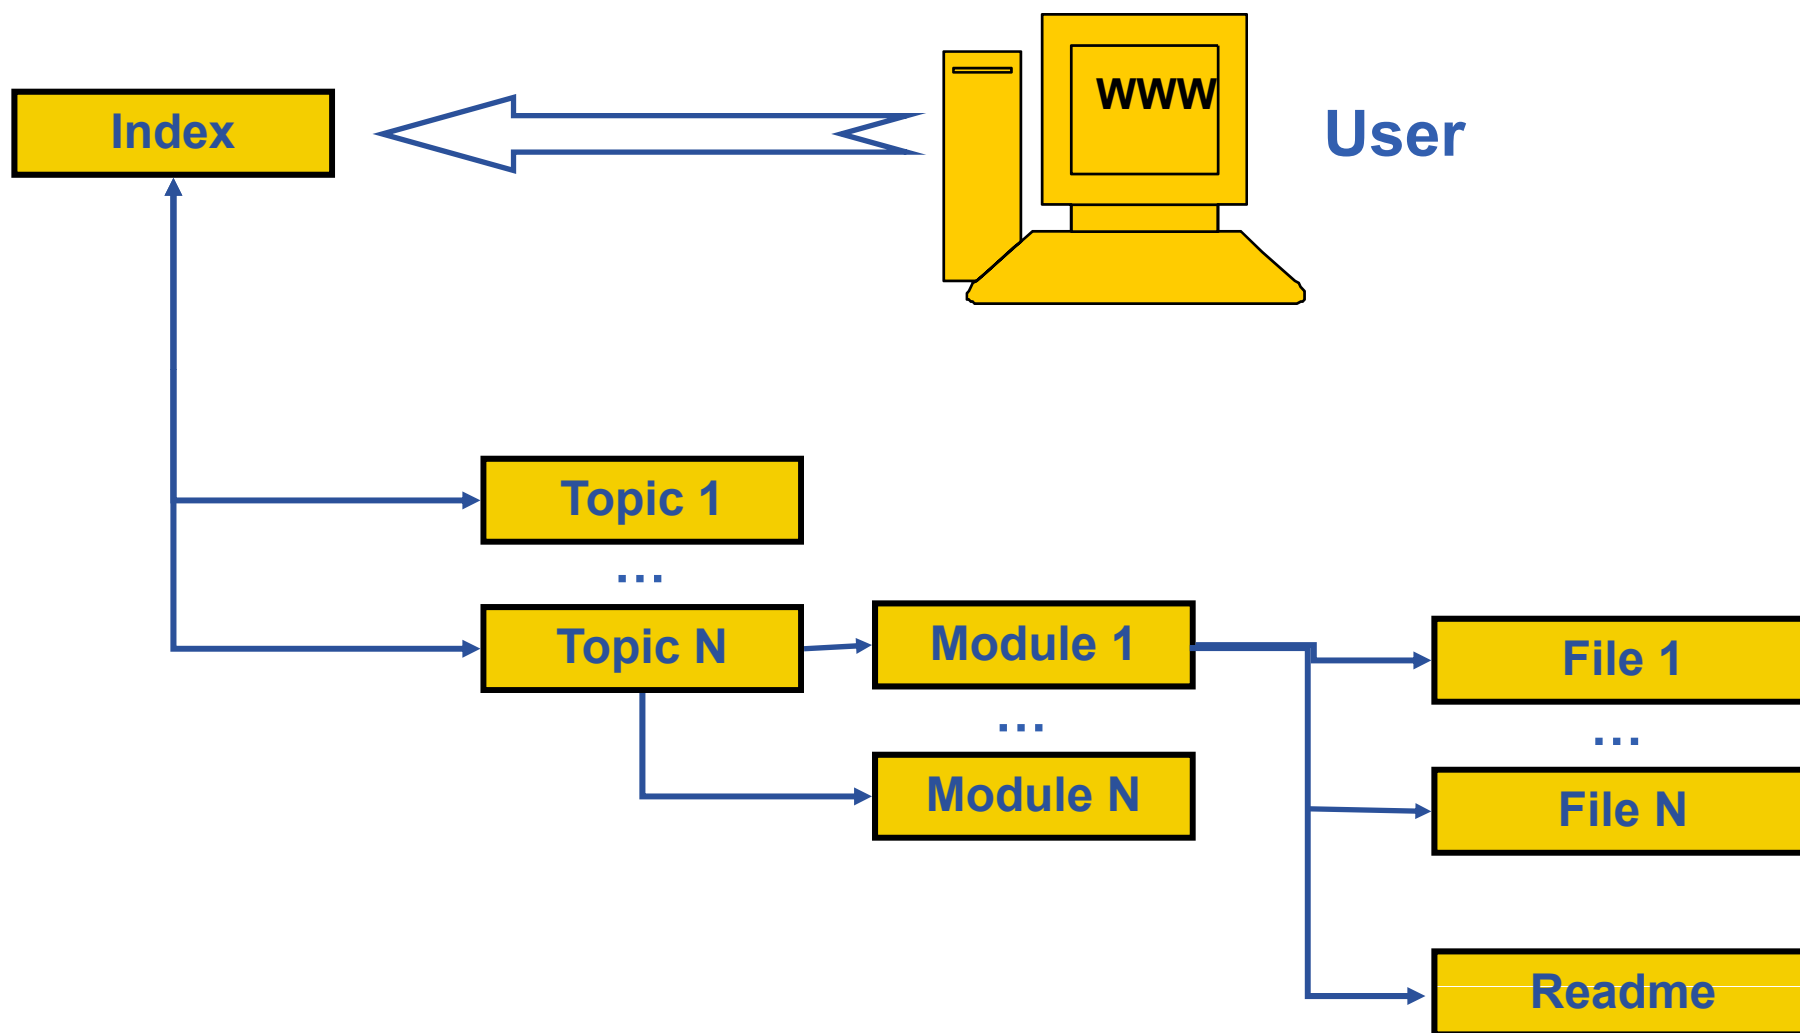 www
User
Index
Topic 1
...
Topic N
Module 1
...
Module N
File 1
...
File N
Readme